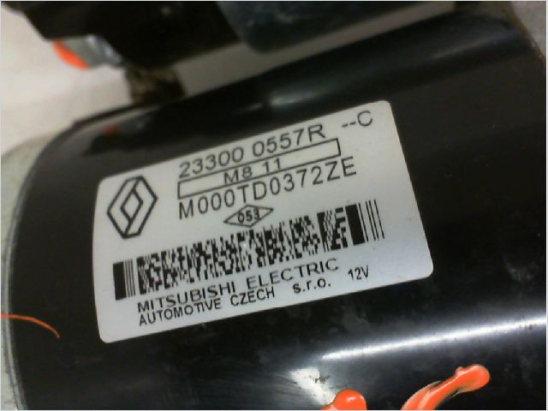 23300 0557R --C
M8 11
M000TD0372ZE
053
MITSUBISHI ELECTRIC
AUTOMOTIVE CZECH s.r.o. 12V